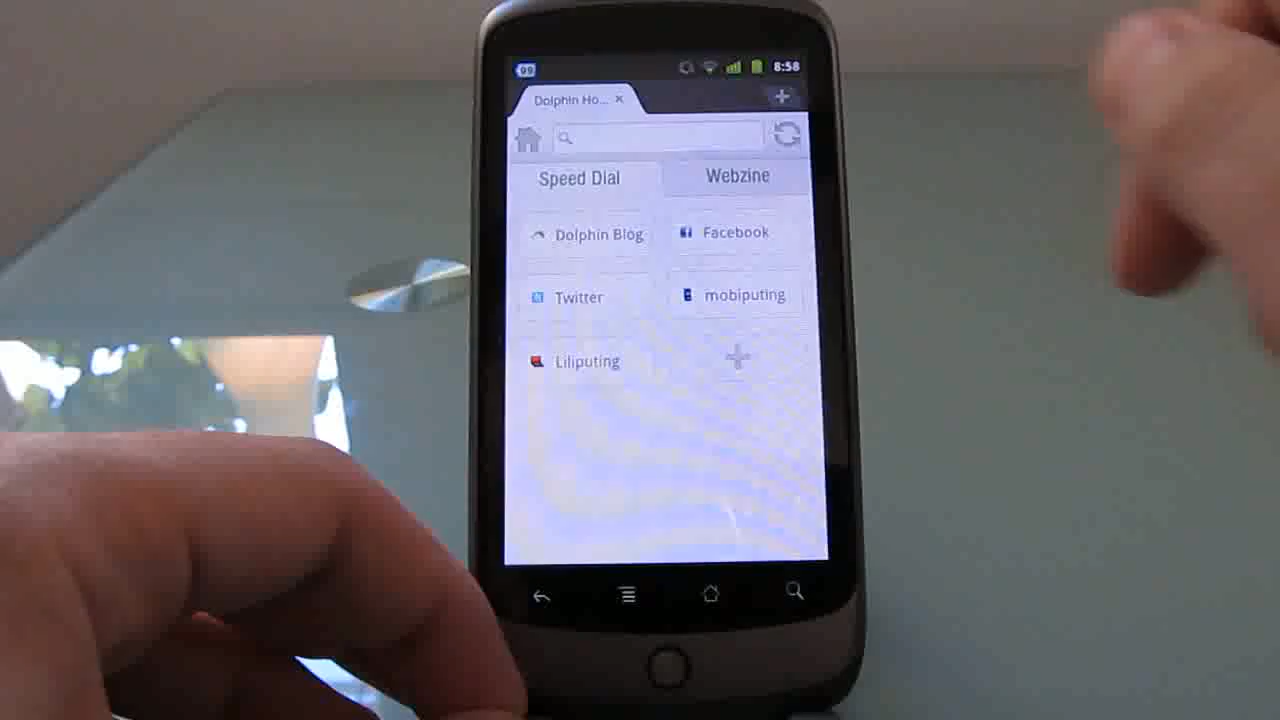 99 8:58
Dolphin Ho...
Speed Dial Webzine
Dolphin Blog Facebook
Twitter mobiputing
Liliputing